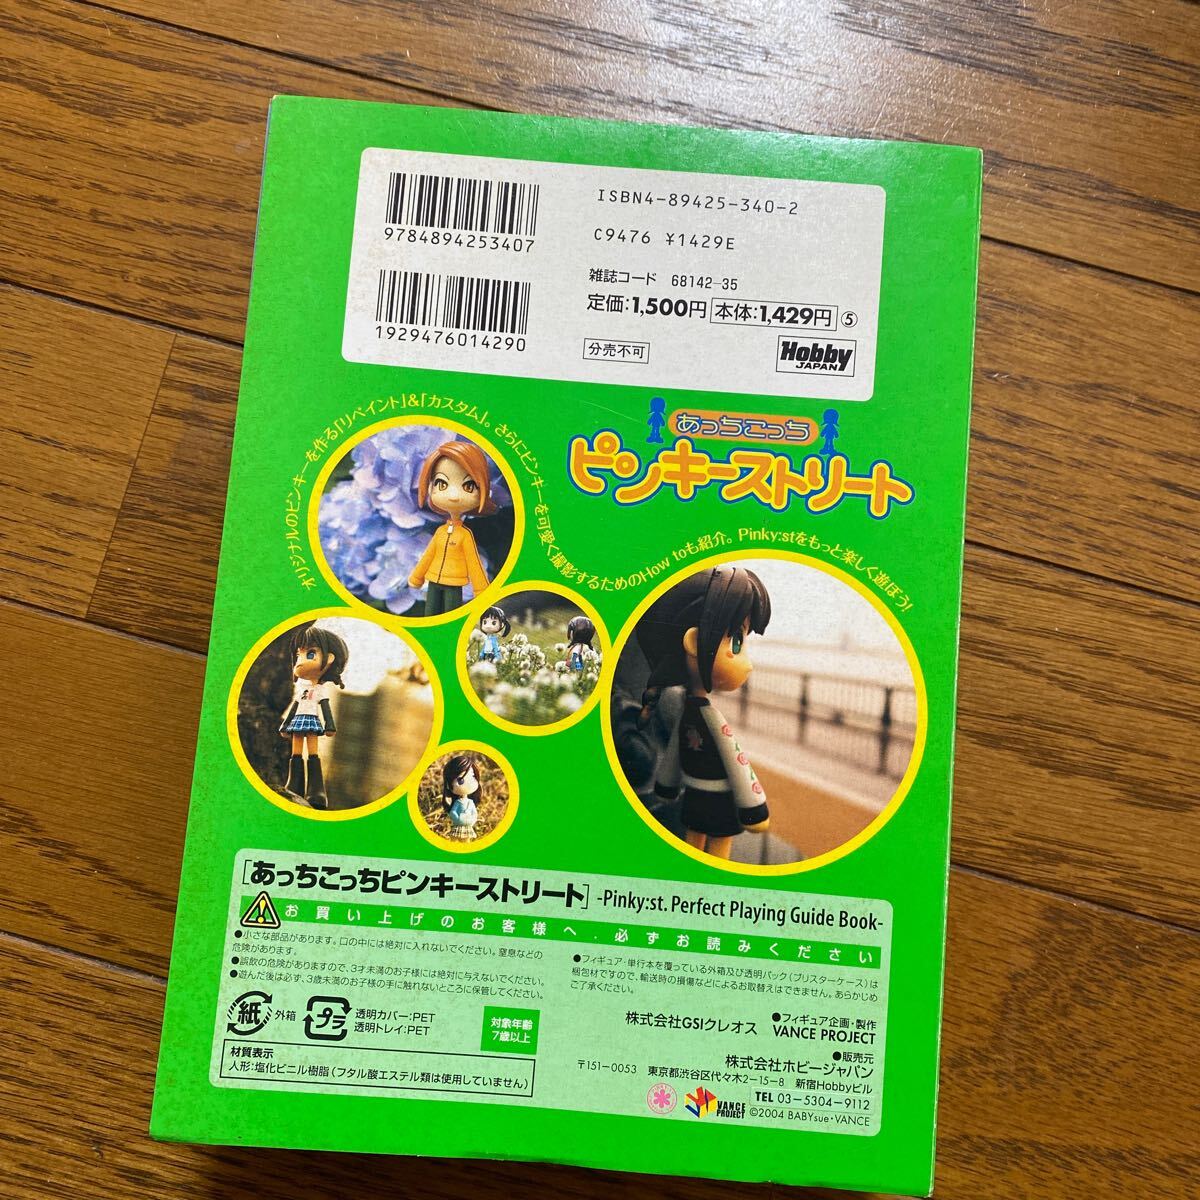 ISBN4-89425-340-2
9784894253407
C9476 ¥1429E
雑誌コード 68142-35
定価:1,500円 本体:1,429円 ⑤
1929476014290
分売不可
Hobby
JAPAN
オリジナルのピンキーを作る「リペイント」&「カスタム」。さらにピンキーを可愛く撮影するためのHow toも紹介。Pinky:stをもっと楽しく遊ぼう!
あっちこっち
ピンキーストリート
[あっちこっちピンキーストリート] -Pinky:st. Perfect Playing Guide Book-
お買い上げのお客様へ.必ずお読みください
●小さな部品があります。口の中には絶対に入れないでください。窒息などの
危険があります。
●誤飲の危険がありますので、3才未満のお子様には絶対に与えないでください。
●遊んだ後は必ず、3歳未満のお子様の手に触れないところに保管してください。
●フィギュア・単行本を覆っている外箱及び透明パック(ブリスターケース)は
梱包材ですので、輸送時の損傷などによるお取替えはできません。あらかじめ
ご了承ください。
紙 外箱
プラ 透明カバー:PET
透明トレイ:PET
対象年齢
7歳以上
材質表示
人形:塩化ビニル樹脂(フタル酸エステル類は使用していません)
株式会社GSIクレオス
●フィギュア企画・製作
VANCE PROJECT
●販売元
株式会社ホビージャパン
〒151-0053 東京都渋谷区代々木2-15-8 新宿Hobbyビル
TEL 03-5304-9112
VANCE
PROJECT
©2004 BABYsue・VANCE